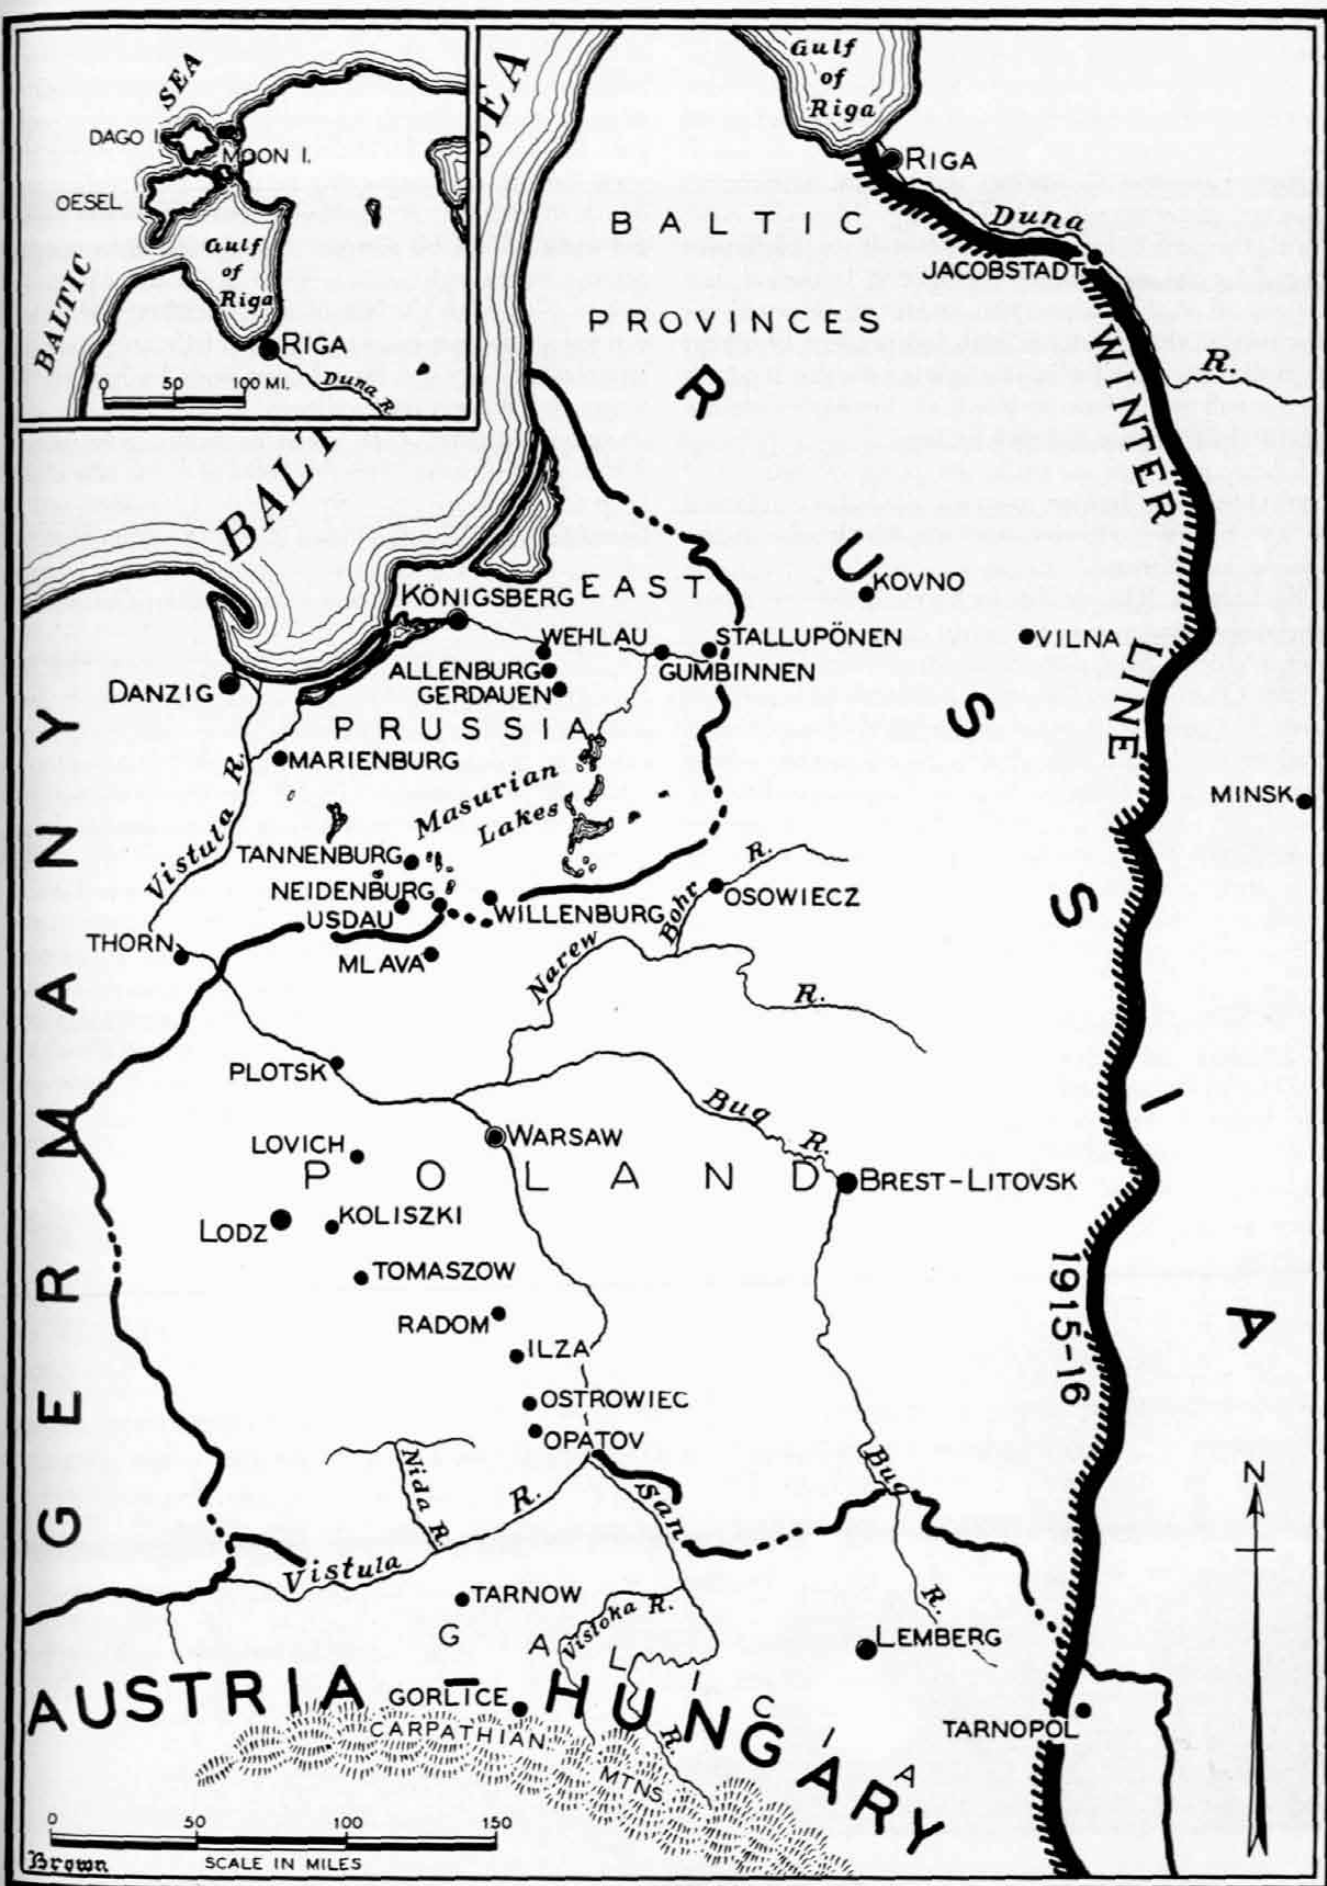 SEA
DAGO I.
MOON I.
OESEL I.
Gulf
of
Riga
BALTIC
RIGA
Duna R.
0 50 100 MI.
SEA
BALT
Gulf
of
Riga
RIGA
BALTIC
PROVINCES
Duna
R.
JACOBSTADT
WINTER LINE 1915-16
RUSSIA
KOVNO
VILNA
MINSK
EAST
PRUSSIA
KÖNIGSBERG
WEHLAU
STALLUPÖNEN
ALLENBURG
GUMBINNEN
GERDAUEN
DANZIG
MARIENBURG
Masurian
Lakes
Vistula R.
TANNENBURG
NEIDENBURG
USDAU
WILLENBURG
OSOWIECZ
Bohr R.
THORN
MLAVA
Narew R.
GERMANY
PLOTSK
Bug R.
LOVICH
WARSAW
POLAND
BREST-LITOVSK
LODZ
KOLISZKI
TOMASZOW
RADOM
ILZA
OSTROWIEC
OPATOV
Nida R.
Vistula R.
San R.
Bug R.
TARNOW
Visloka R.
GALICIA
LEMBERG
AUSTRIA-HUNGARY
GORLICE
CARPATHIAN
MTNS.
TARNOPOL
N
0 50 100 150
SCALE IN MILES
Brown